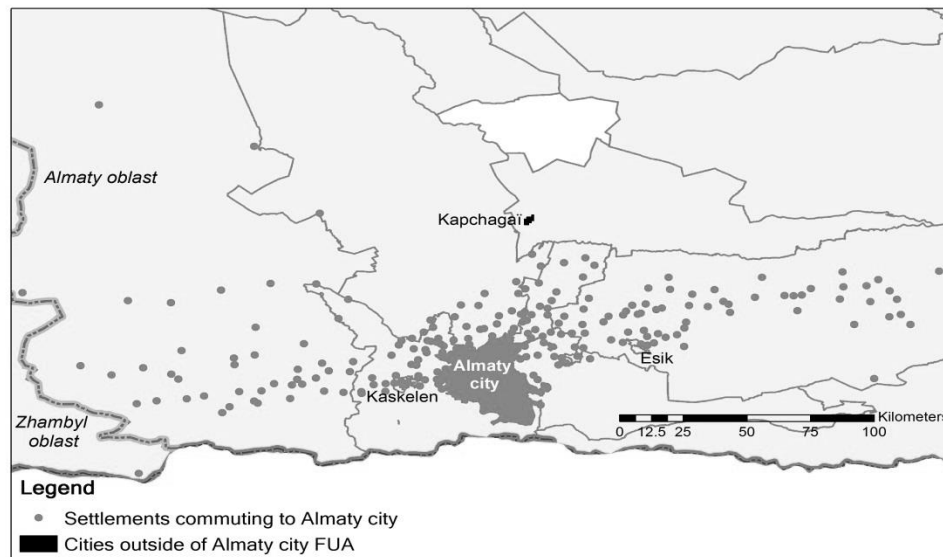 Almaty oblast
Kapchagaï
Esik
Almaty
city
Kaskelen
Zhambyl
oblast
Kilometers
0 12.5 25 50 75 100
Legend
Settlements commuting to Almaty city
Cities outside of Almaty city FUA